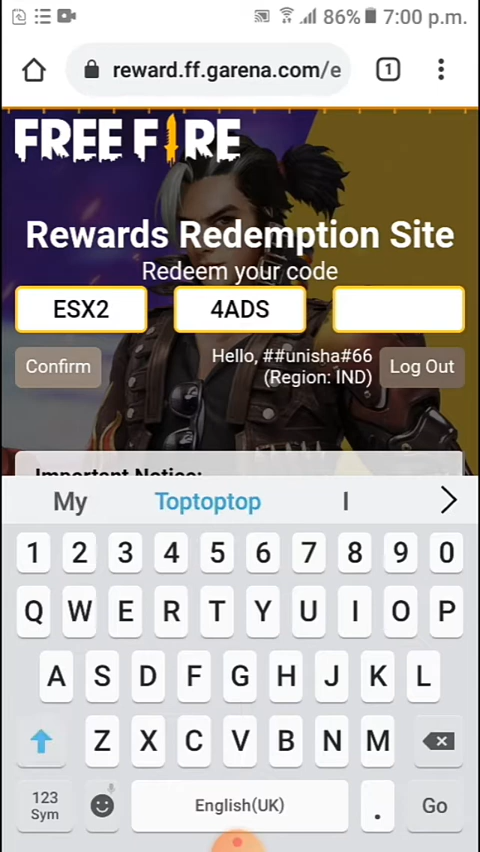 86% 7:00 p.m.
reward.ff.garena.com/e
1
FREE FIRE
Rewards Redemption Site
Redeem your code
ESX2 4ADS
Confirm
Hello, ##unisha#66
(Region: IND)
Log Out
Important Notice:
My Toptoptop I
1 2 3 4 5 6 7 8 9 0
Q W E R T Y U I O P
A S D F G H J K L
Z X C V B N M
123
Sym
English(UK)
.
Go